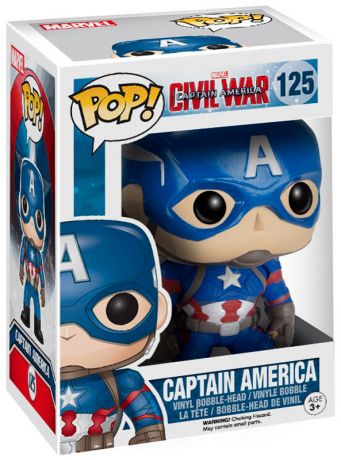 MARVEL
POP!
MARVEL
CIVIL WAR
CAPTAIN AMERICA
125
A
A
A
CAPTAIN AMERICA
125
CAPTAIN AMERICA
VINYL BOBBLE-HEAD / VINYLE BOBBLE
LA TÊTE / BOBBLE-HEAD DE VINIL
WARNING! Choking Hazard.
May contain small parts.
AGE
3+